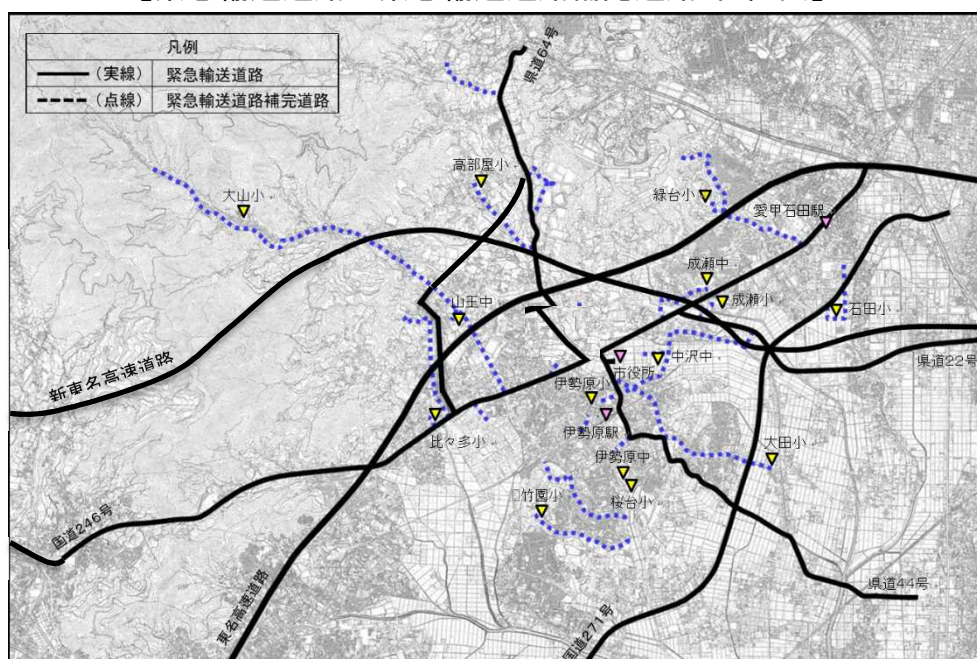 凡例
(実線) 緊急輸送道路
(点線) 緊急輸送道路補完道路
県道64号
高部屋小
大山小
緑台小
愛甲石田駅
成瀬中
山王中
成瀬小
石田小
新東名高速道路
中沢中
市役所
県道22号
伊勢原小
伊勢原駅
比々多小
大田小
伊勢原中
竹園小
桜台小
国道246号
東名高速道路
県道44号
国道271号